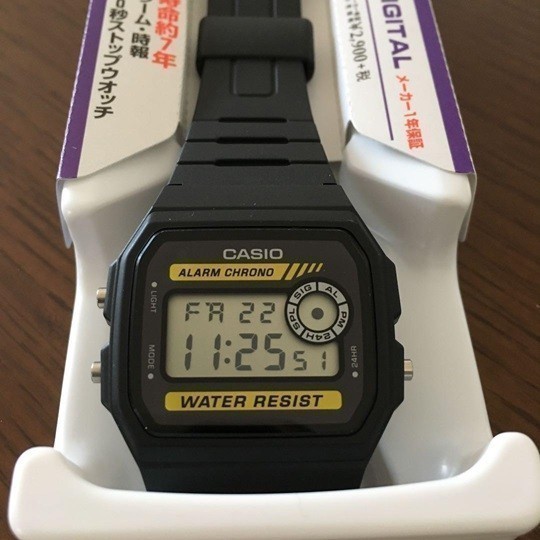 寿命約7年
ーム・時報
0秒ストップウオッチ
DIGITAL
メーカー1年保証
¥2,900+税
CASIO
ALARM CHRONO
LIGHT
MODE
24HR
SIG
AL
PM
24H
SPL
FR 22
11:25 51
WATER RESIST